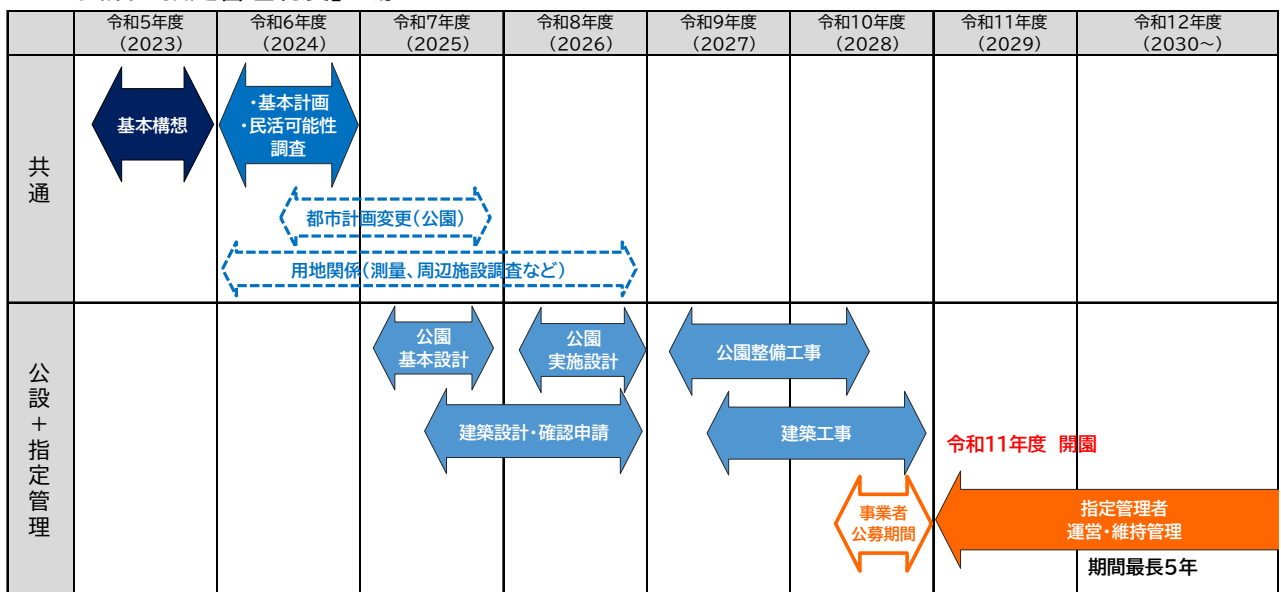 令和5年度
(2023)
令和6年度
(2024)
令和7年度
(2025)
令和8年度
(2026)
令和9年度
(2027)
令和10年度
(2028)
令和11年度
(2029)
令和12年度
(2030~)
共通
基本構想
・基本計画
・民活可能性
調査
都市計画変更(公園)
用地関係(測量、周辺施設調査など)
公設+指定管理
公園
基本設計
公園
実施設計
公園整備工事
建築設計・確認申請
建築工事
令和11年度 開園
事業者
公募期間
指定管理者
運営・維持管理
期間最長5年